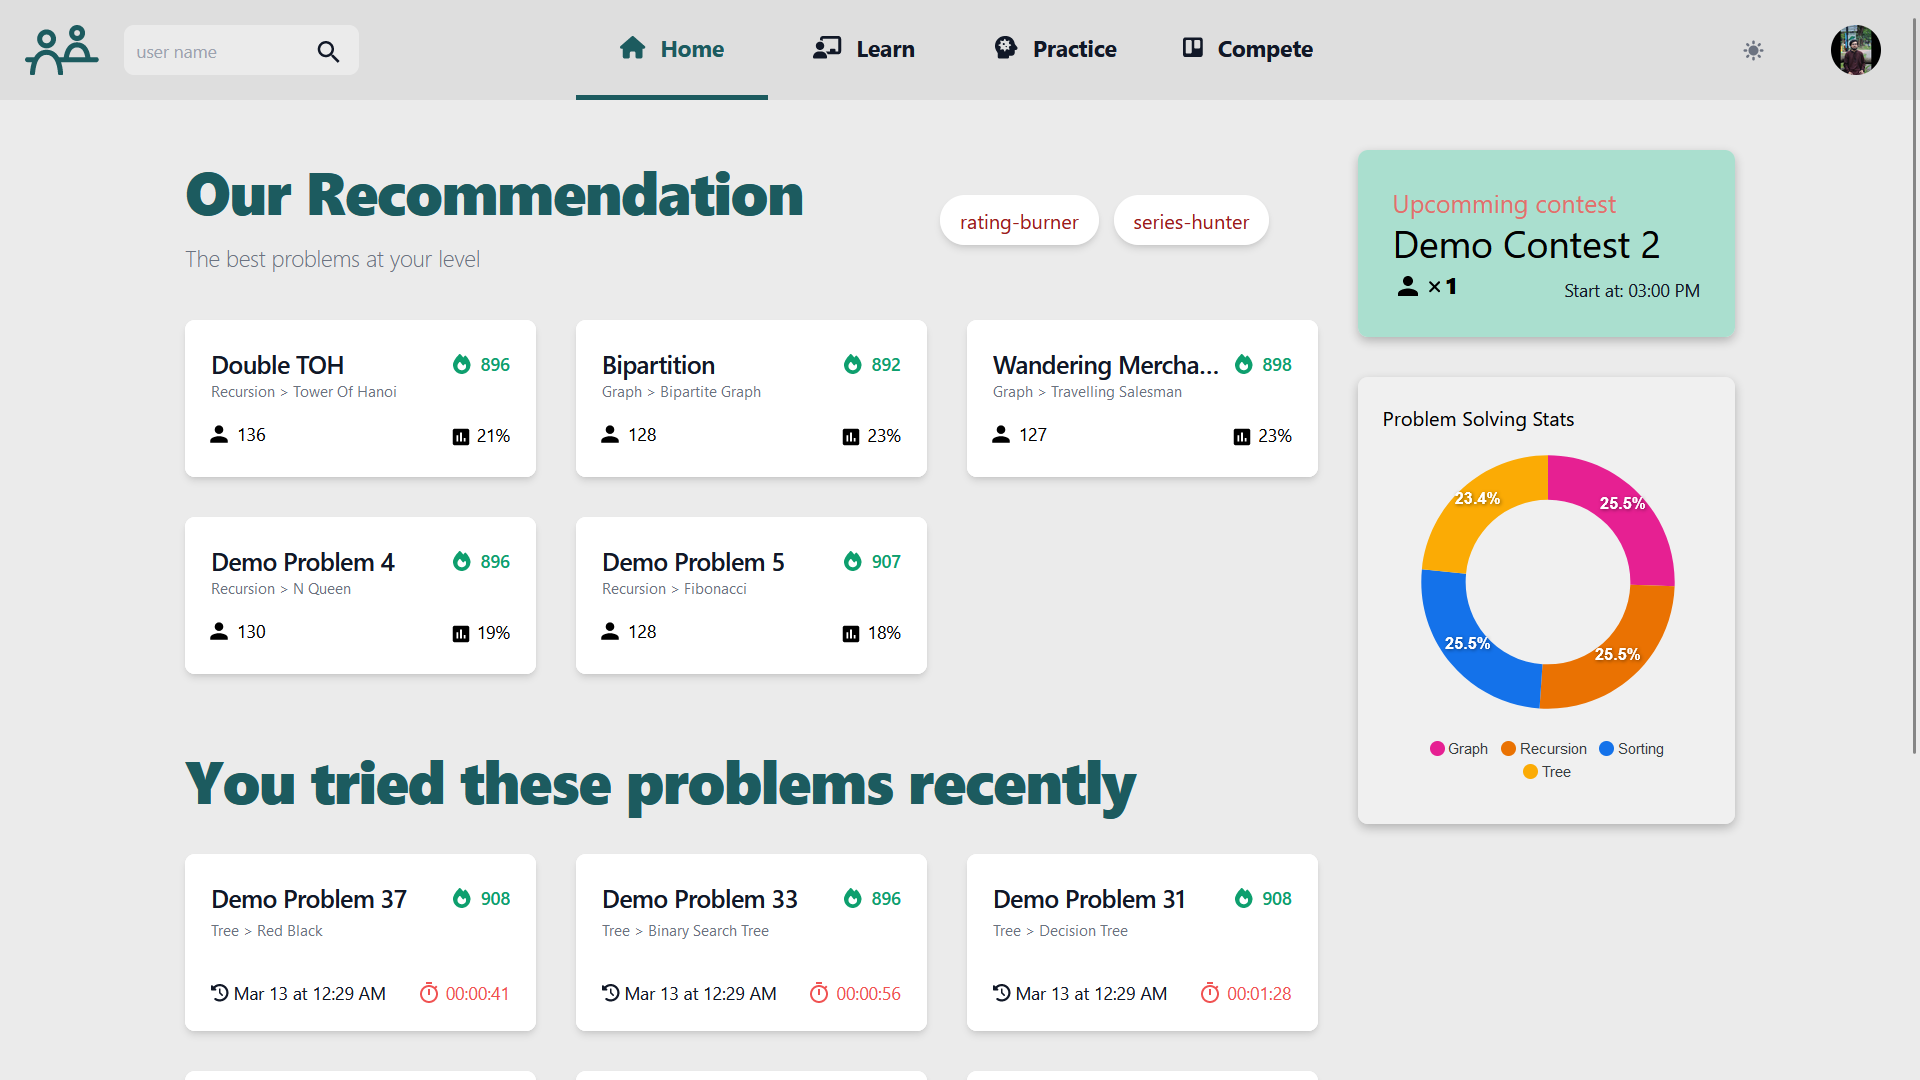 user name
Home
Learn
Practice
Compete
Our Recommendation
The best problems at your level
rating-burner
series-hunter
Upcomming contest
Demo Contest 2
×1
Start at: 03:00 PM
Double TOH
896
Recursion > Tower Of Hanoi
136
21%
Bipartition
892
Graph > Bipartite Graph
128
23%
Wandering Mercha...
898
Graph > Travelling Salesman
127
23%
Demo Problem 4
896
Recursion > N Queen
130
19%
Demo Problem 5
907
Recursion > Fibonacci
128
18%
Problem Solving Stats
23.4%
25.5%
25.5%
25.5%
Graph
Recursion
Sorting
Tree
You tried these problems recently
Demo Problem 37
908
Tree > Red Black
Mar 13 at 12:29 AM
00:00:41
Demo Problem 33
896
Tree > Binary Search Tree
Mar 13 at 12:29 AM
00:00:56
Demo Problem 31
908
Tree > Decision Tree
Mar 13 at 12:29 AM
00:01:28